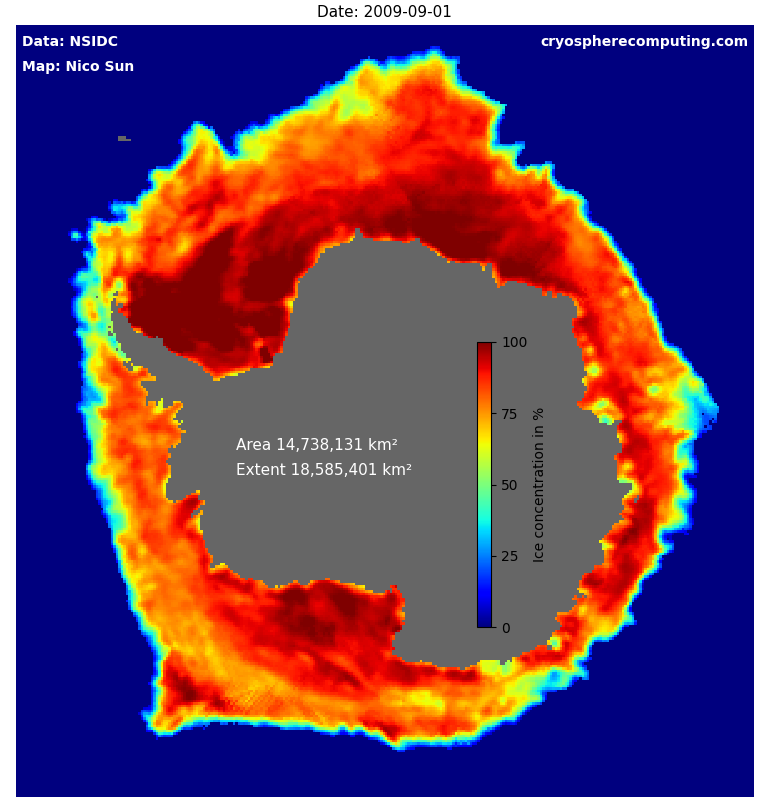 Date: 2009-09-01
Data: NSIDC
cryospherecomputing.com
Map: Nico Sun
100
75
50
25
0
Ice concentration in %
Area 14,738,131 km²
Extent 18,585,401 km²